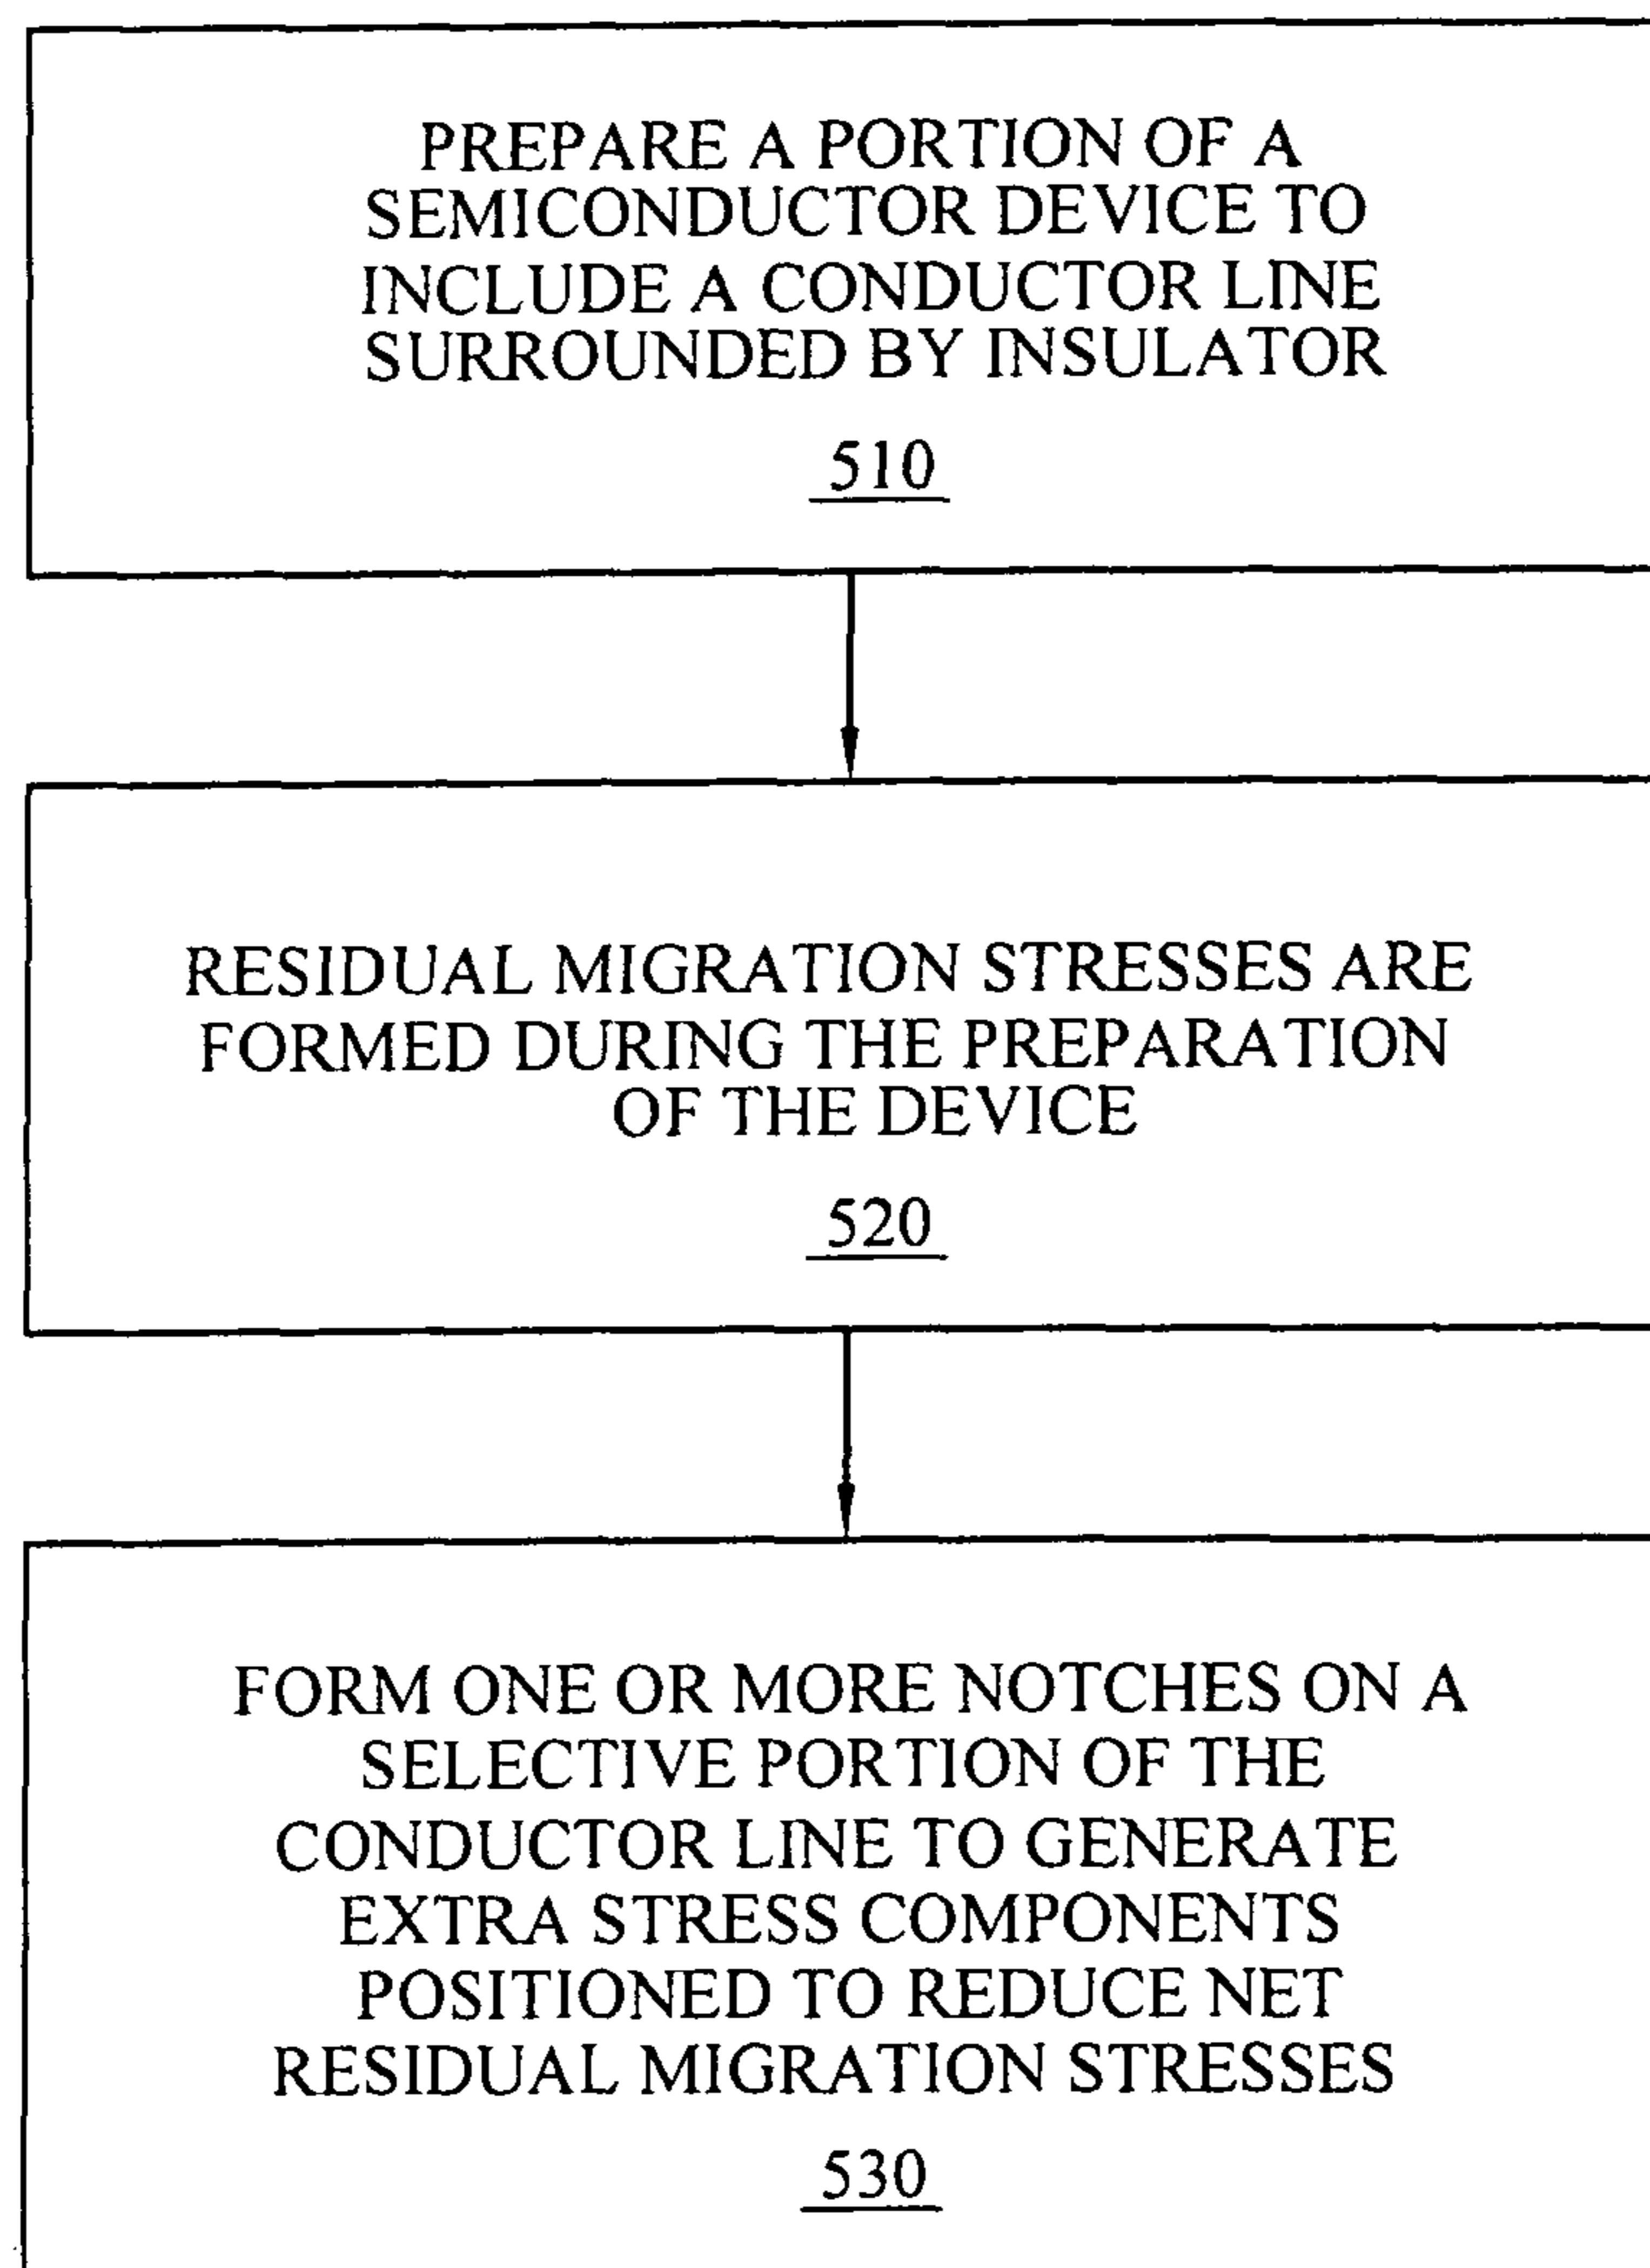 PREPARE A PORTION OF A
SEMICONDUCTOR DEVICE TO
INCLUDE A CONDUCTOR LINE
SURROUNDED BY INSULATOR
510
RESIDUAL MIGRATION STRESSES ARE
FORMED DURING THE PREPARATION
OF THE DEVICE
520
FORM ONE OR MORE NOTCHES ON A
SELECTIVE PORTION OF THE
CONDUCTOR LINE TO GENERATE
EXTRA STRESS COMPONENTS
POSITIONED TO REDUCE NET
RESIDUAL MIGRATION STRESSES
530